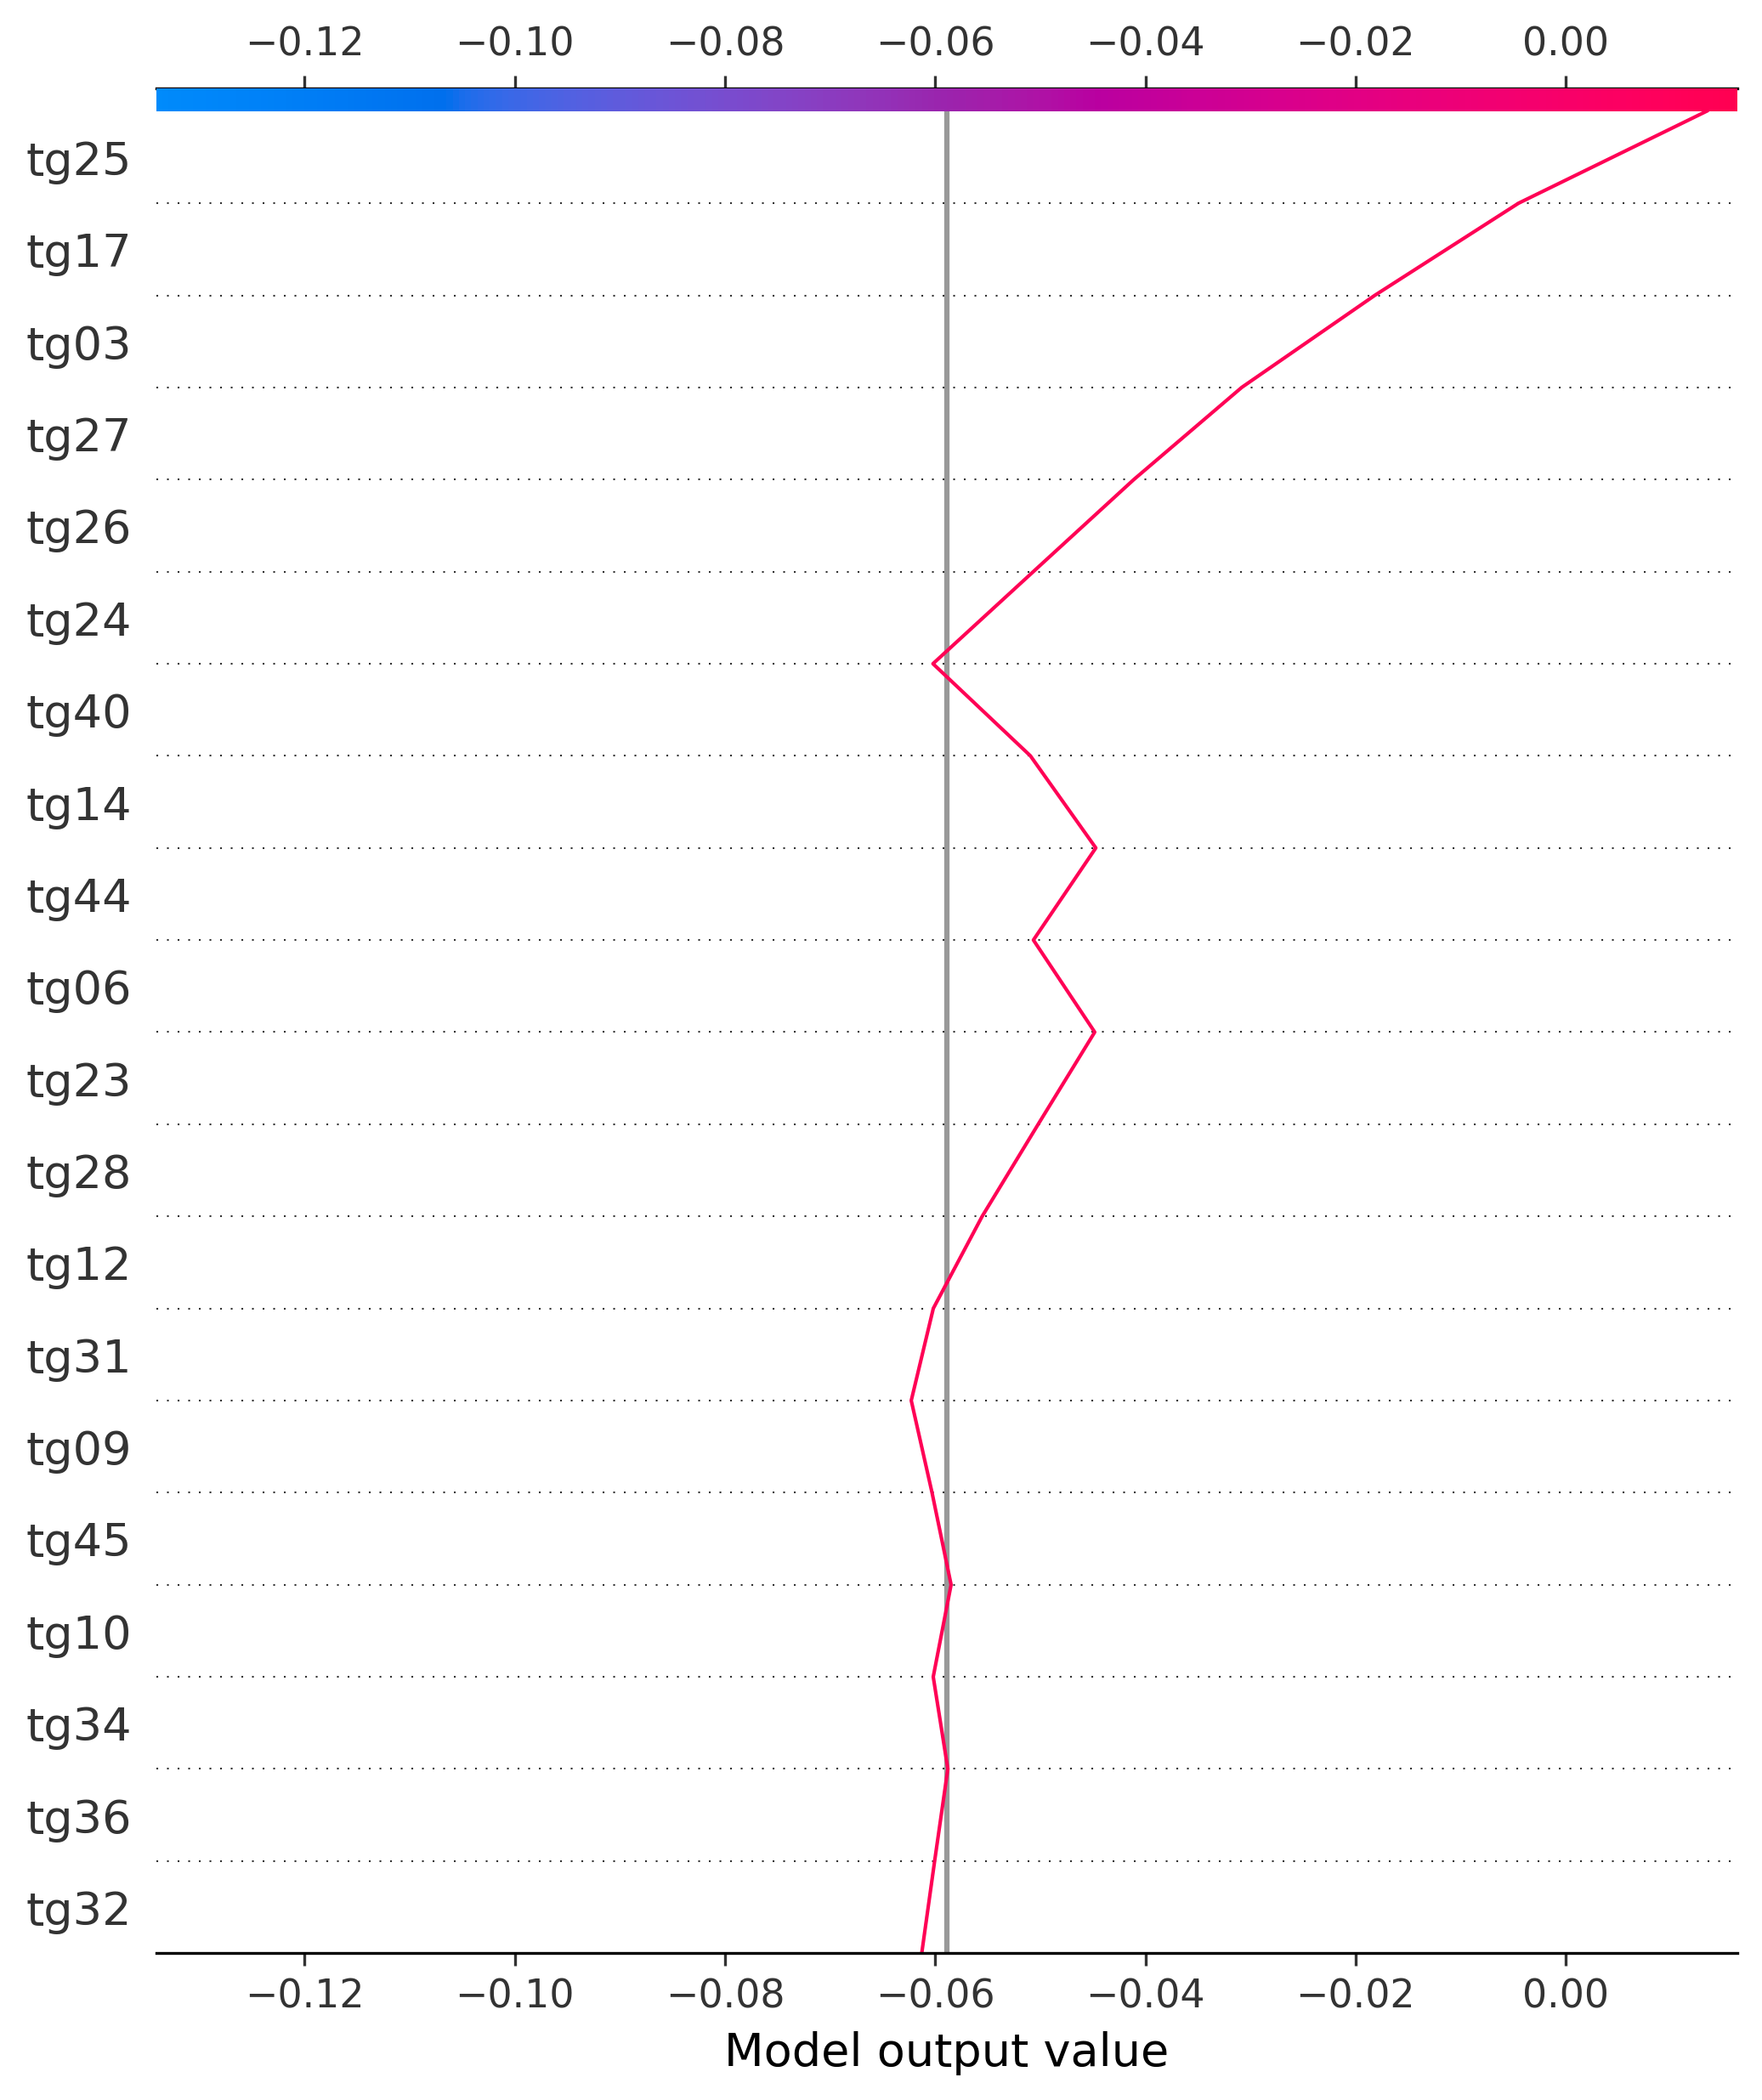 −0.12 −0.10 −0.08 −0.06 −0.04 −0.02 0.00
tg25
tg17
tg03
tg27
tg26
tg24
tg40
tg14
tg44
tg06
tg23
tg28
tg12
tg31
tg09
tg45
tg10
tg34
tg36
tg32
−0.12 −0.10 −0.08 −0.06 −0.04 −0.02 0.00
Model output value